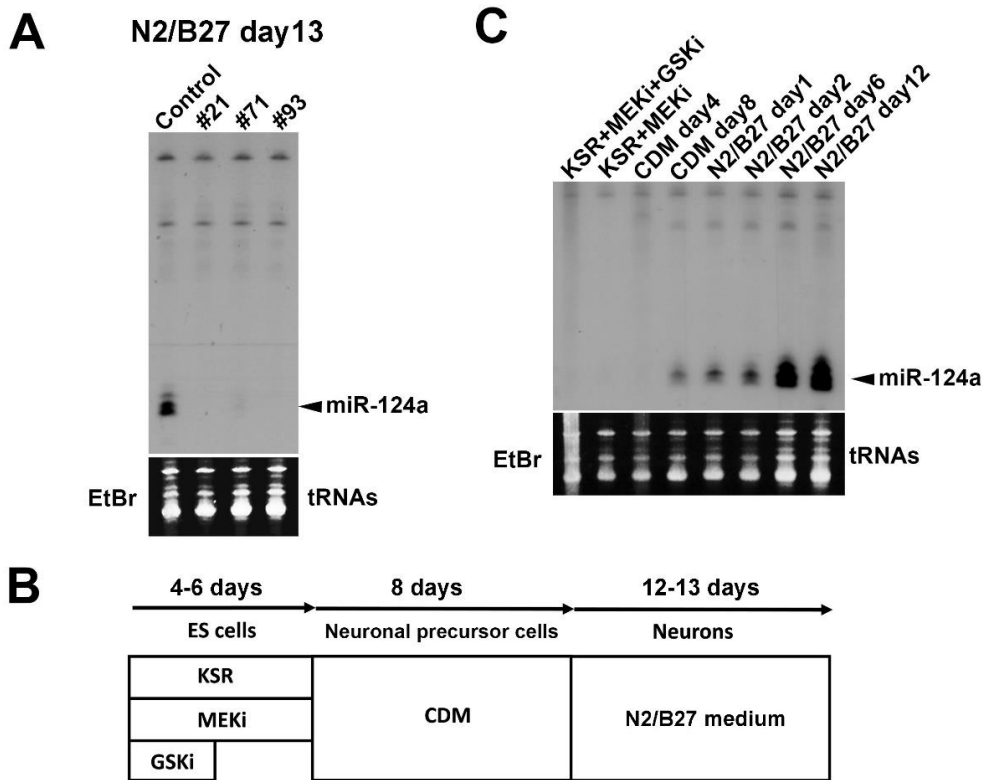 A
N2/B27 day13
Control
#21
#71
#93
miR-124a
EtBr
tRNAs
C
KSR+MEKi+GSKi
KSR+MEKi
CDM day4
CDM day8
N2/B27 day1
N2/B27 day2
N2/B27 day6
N2/B27 day12
miR-124a
EtBr
tRNAs
B
4-6 days
8 days
12-13 days
ES cells
Neuronal precursor cells
Neurons
KSR
MEKi
GSKi
CDM
N2/B27 medium